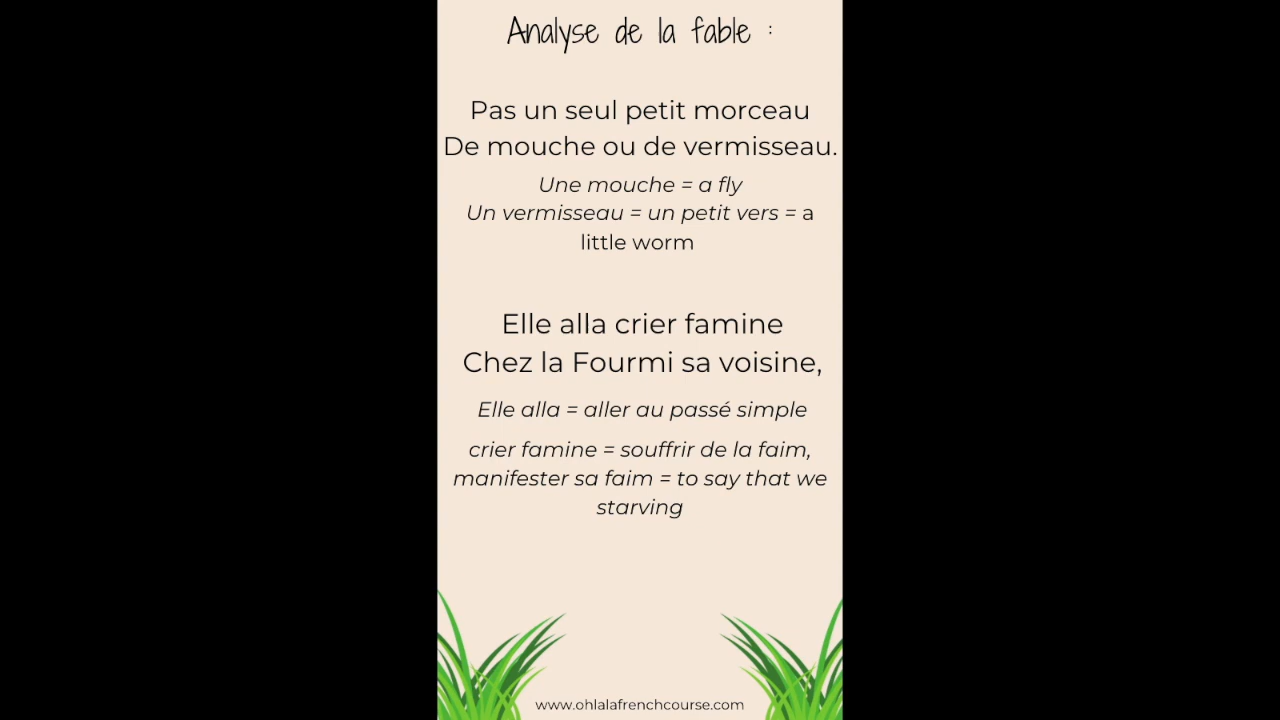 Analyse de la fable :
Pas un seul petit morceau
De mouche ou de vermisseau.
Une mouche = a fly
Un vermisseau = un petit vers = a
little worm
Elle alla crier famine
Chez la Fourmi sa voisine,
Elle alla = aller au passé simple
crier famine = souffrir de la faim,
manifester sa faim = to say that we
starving
www.ohlalafrenchcourse.com